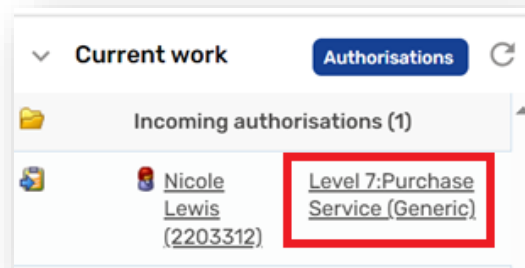 Current work Authorisations
Incoming authorisations (1)
Nicole Level 7:Purchase
Lewis Service (Generic)
(2203312)